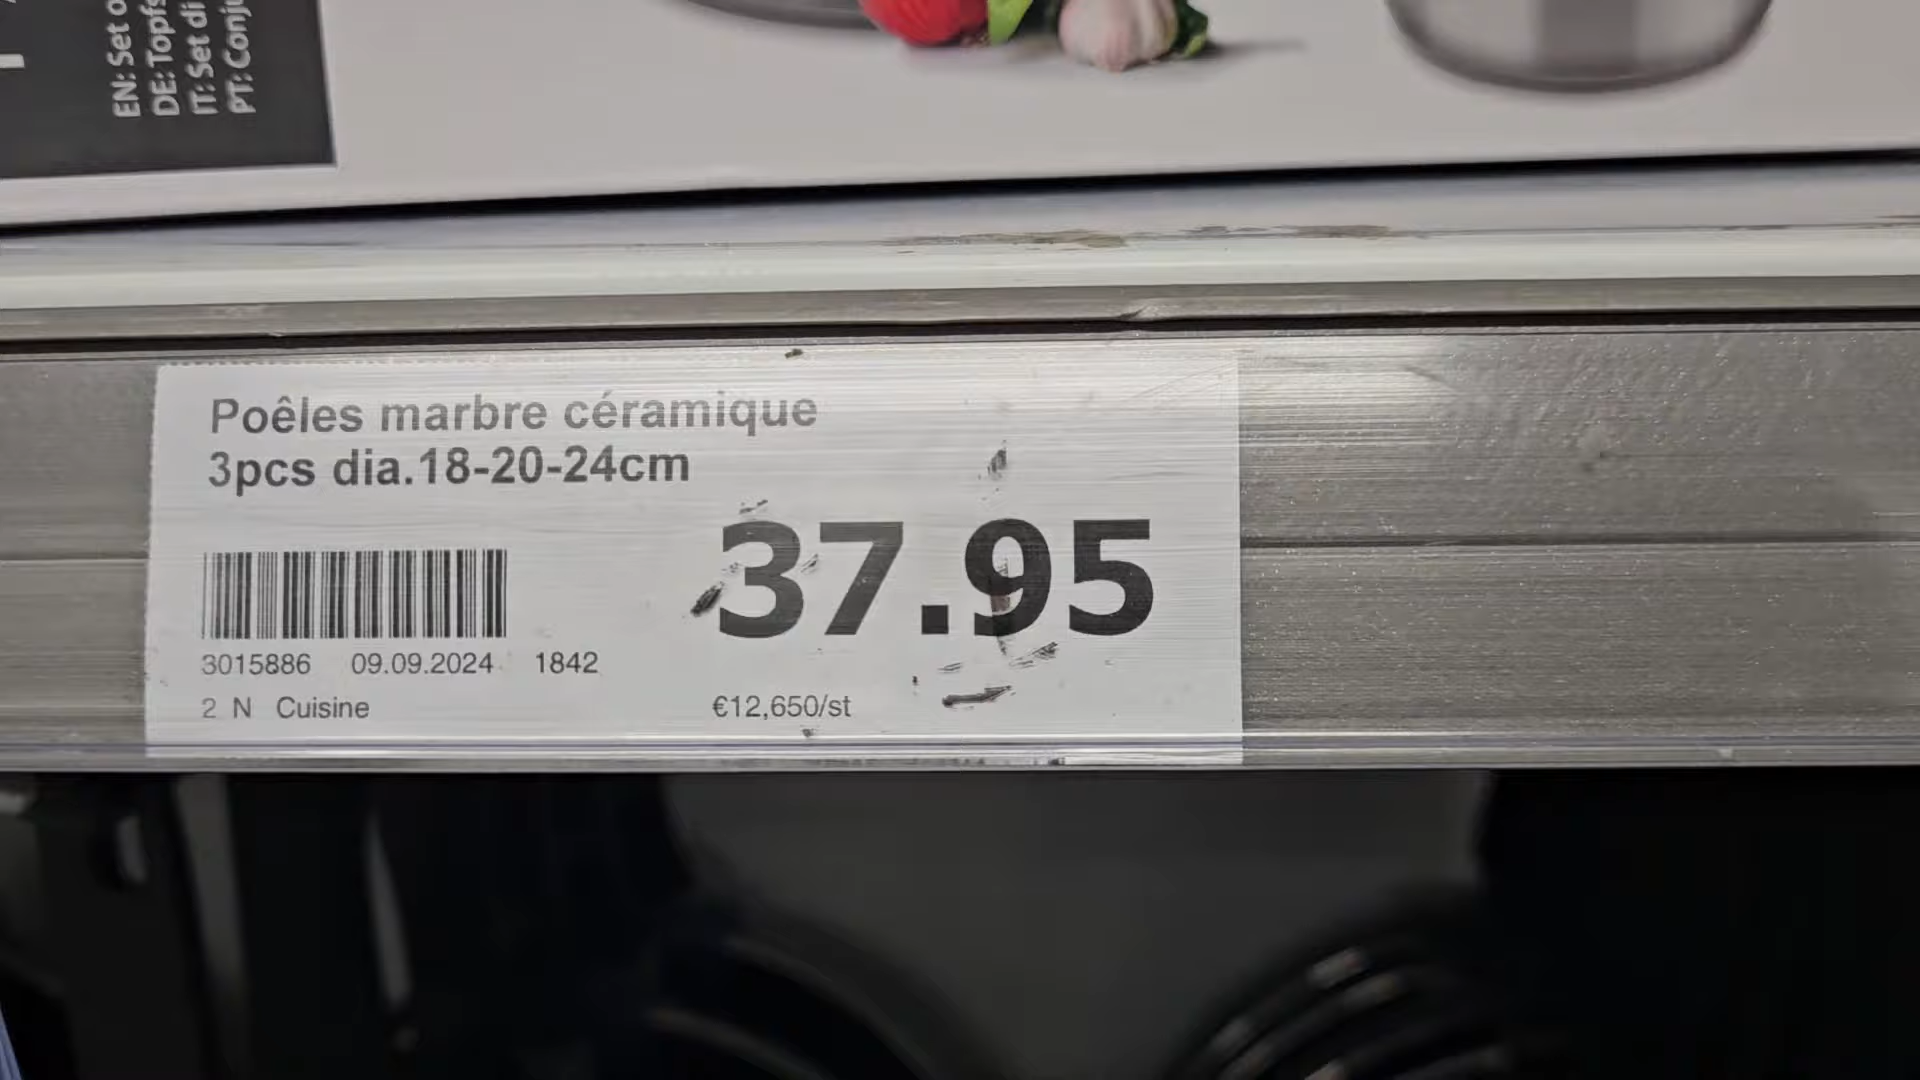 EN: Set o
DE: Topfs
IT: Set di
PT: Conju
Poêles marbre céramique
3pcs dia.18-20-24cm
37.95
3015886 09.09.2024 1842
2 N Cuisine
€12,650/st